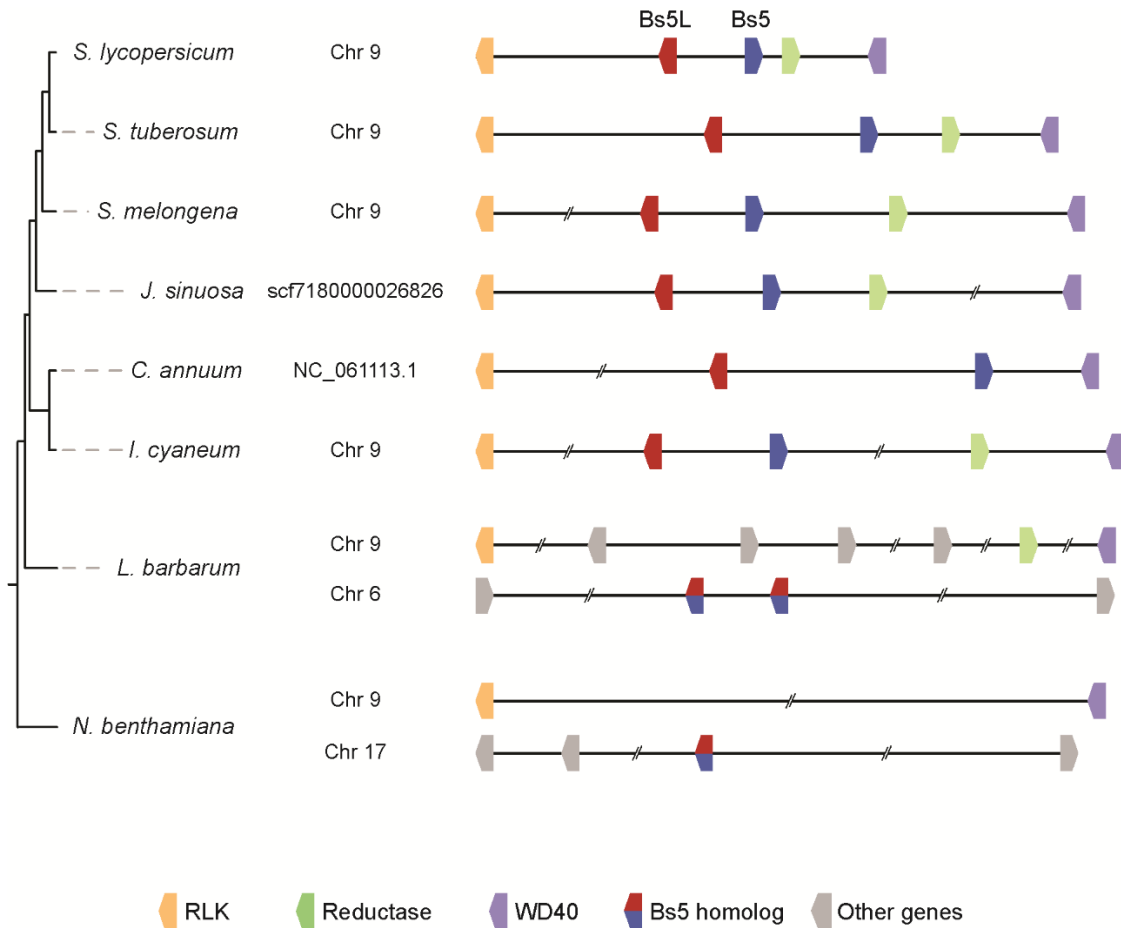 Bs5L Bs5
S. lycopersicum Chr 9
S. tuberosum Chr 9
S. melongena Chr 9
J. sinuosa scf7180000026826
C. annuum NC_061113.1
I. cyaneum Chr 9
Chr 9
L. barbarum
Chr 6
Chr 9
N. benthamiana
Chr 17
RLK Reductase WD40 Bs5 homolog Other genes